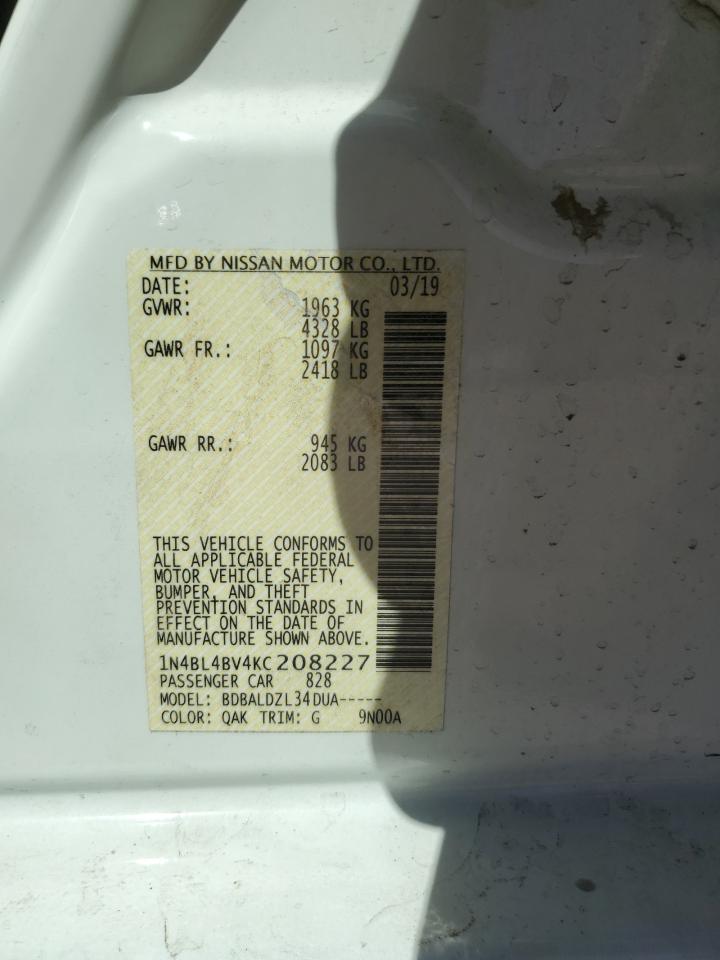 MFD BY NISSAN MOTOR CO., LTD.
DATE: 03/19
GVWR: 1963 KG
4328 LB
GAWR FR.: 1097 KG
2418 LB
GAWR RR.: 945 KG
2083 LB
THIS VEHICLE CONFORMS TO
ALL APPLICABLE FEDERAL
MOTOR VEHICLE SAFETY,
BUMPER, AND THEFT
PREVENTION STANDARDS IN
EFFECT ON THE DATE OF
MANUFACTURE SHOWN ABOVE.
1N4BL4BV4KC208227
PASSENGER CAR 828
MODEL: BDBALDZL34DUA-----
COLOR: QAK TRIM: G 9N00A